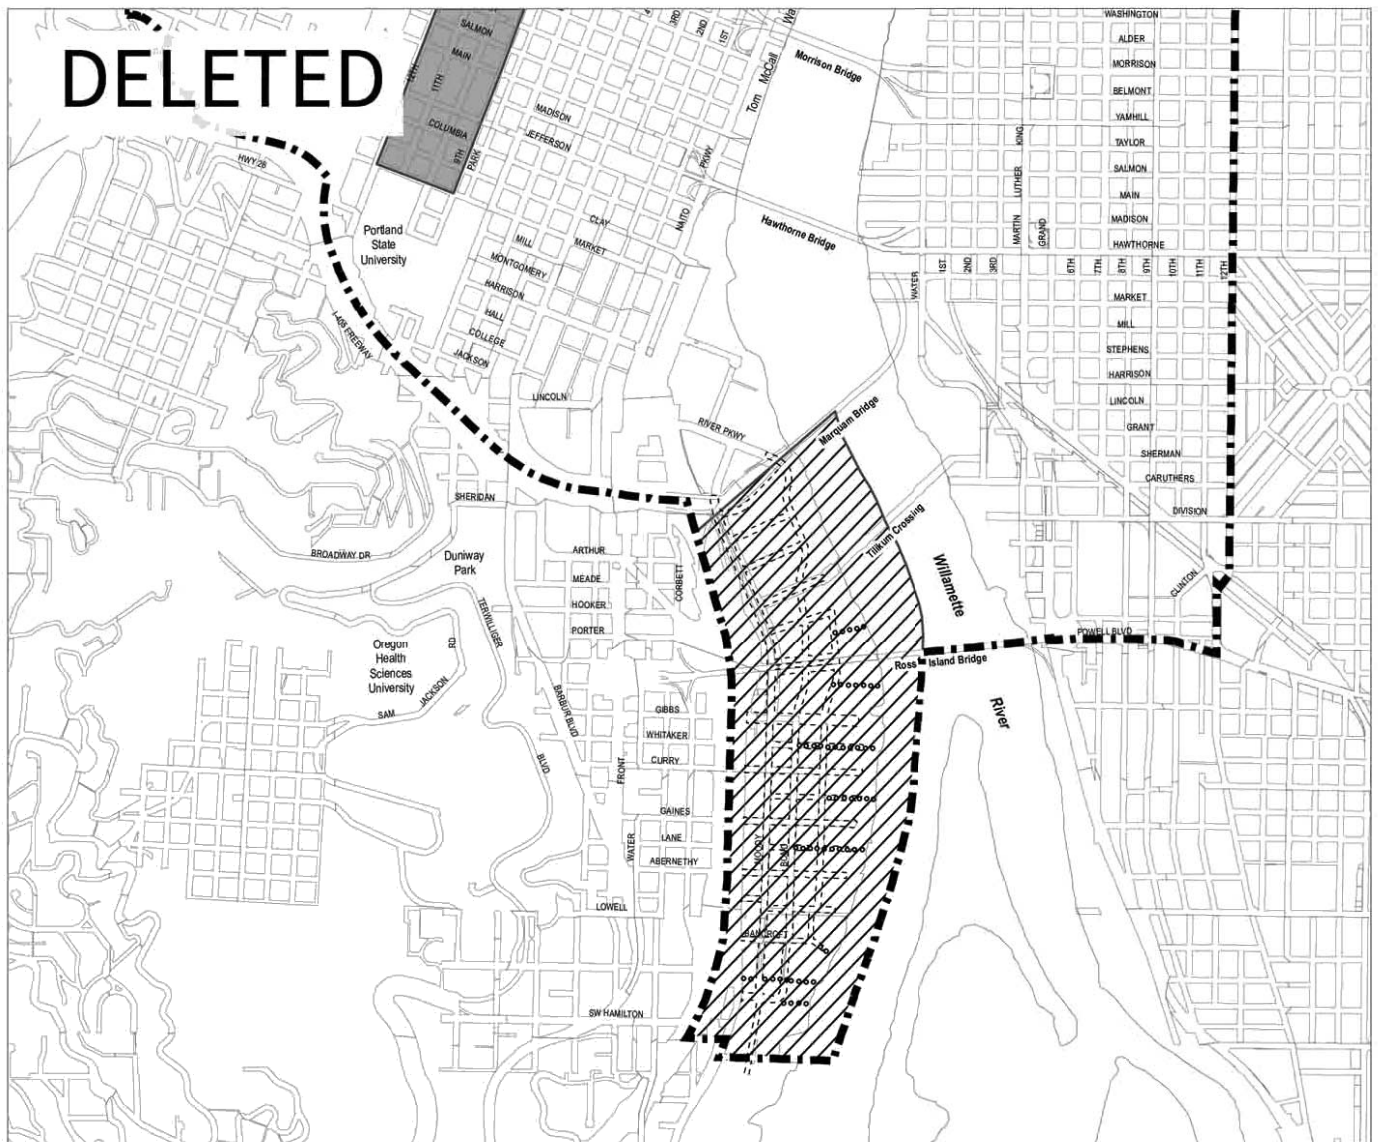 DELETED
SALMON
MAIN
11TH
COLUMBIA
9TH
PARK
3RD
2ND
1ST
Tom McCall
Morrison Bridge
MADISON
JEFFERSON
PKWY
NAITO
CLAY
MARKET
Hawthorne Bridge
HWY 26
Portland
State
University
MILL
MONTGOMERY
HARRISON
HALL
COLLEGE
JACKSON
I-405 FREEWAY
LINCOLN
RIVER PKWY
Marquam Bridge
WASHINGTON
ALDER
MORRISON
BELMONT
YAMHILL
TAYLOR
SALMON
MAIN
MADISON
HAWTHORNE
MARTIN LUTHER KING
GRAND
WATER
1ST
2ND
3RD
6TH
7TH
8TH
9TH
10TH
11TH
12TH
MARKET
MILL
STEPHENS
HARRISON
LINCOLN
GRANT
SHERMAN
CARUTHERS
DIVISION
CLINTON
POWELL BLVD
SHERIDAN
BROADWAY DR
Duniway
Park
ARTHUR
MEADE
HOOKER
PORTER
CORBETT
Tilikum Crossing
Willamette
River
Ross Island Bridge
TERWILLIGER
BLVD
Oregon
Health
Sciences
University
SAM JACKSON RD
BARBUR BLVD
GIBBS
WHITAKER
CURRY
FRONT
GAINES
LANE
ABERNETHY
WATER
MOODY
BOND
LOWELL
BANCROFT
SW HAMILTON